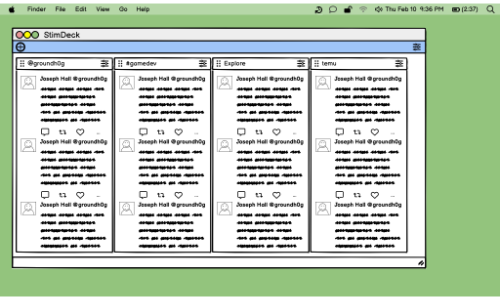 Finder File Edit View Go Help Thu Feb 10 9:36 PM (2:37)
StimDeck
@groundh0g #gamedev Explore temu
Joseph Hall @groundh0g Joseph Hall @groundh0g Joseph Hall @groundh0g Joseph Hall @groundh0g
Joseph Hall @groundh0g Joseph Hall @groundh0g Joseph Hall @groundh0g Joseph Hall @groundh0g
Joseph Hall @groundh0g Joseph Hall @groundh0g Joseph Hall @groundh0g Joseph Hall @groundh0g